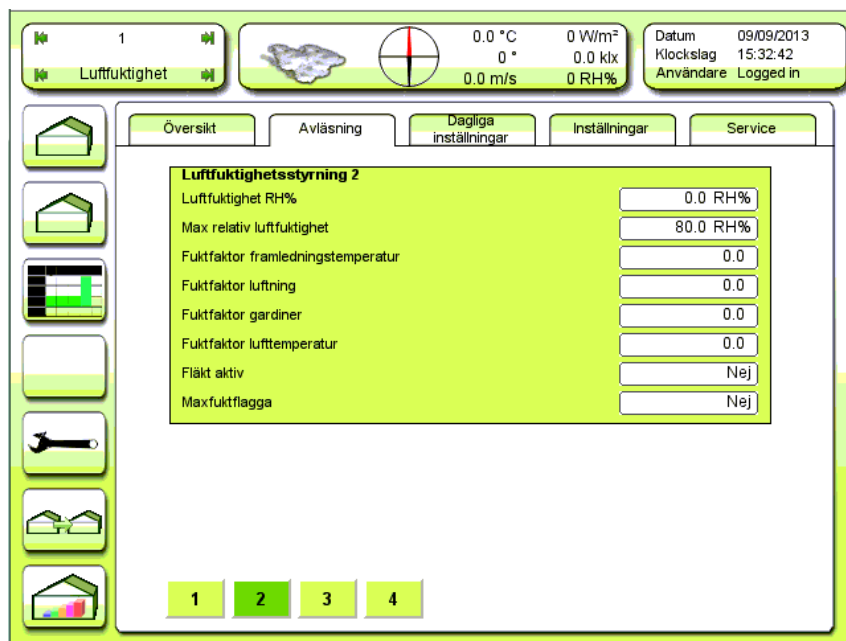 1
Luftfuktighet
0.0 °C 0 W/m²
0 ° 0.0 klx
0.0 m/s 0 RH%
Datum 09/09/2013
Klockslag 15:32:42
Användare Logged in
Översikt
Avläsning
Dagliga
inställningar
Inställningar
Service
Luftfuktighetsstyrning 2
Luftfuktighet RH% 0.0 RH%
Max relativ luftfuktighet 80.0 RH%
Fuktfaktor framledningstemperatur 0.0
Fuktfaktor luftning 0.0
Fuktfaktor gardiner 0.0
Fuktfaktor lufttemperatur 0.0
Fläkt aktiv Nej
Maxfuktflagga Nej
1 2 3 4